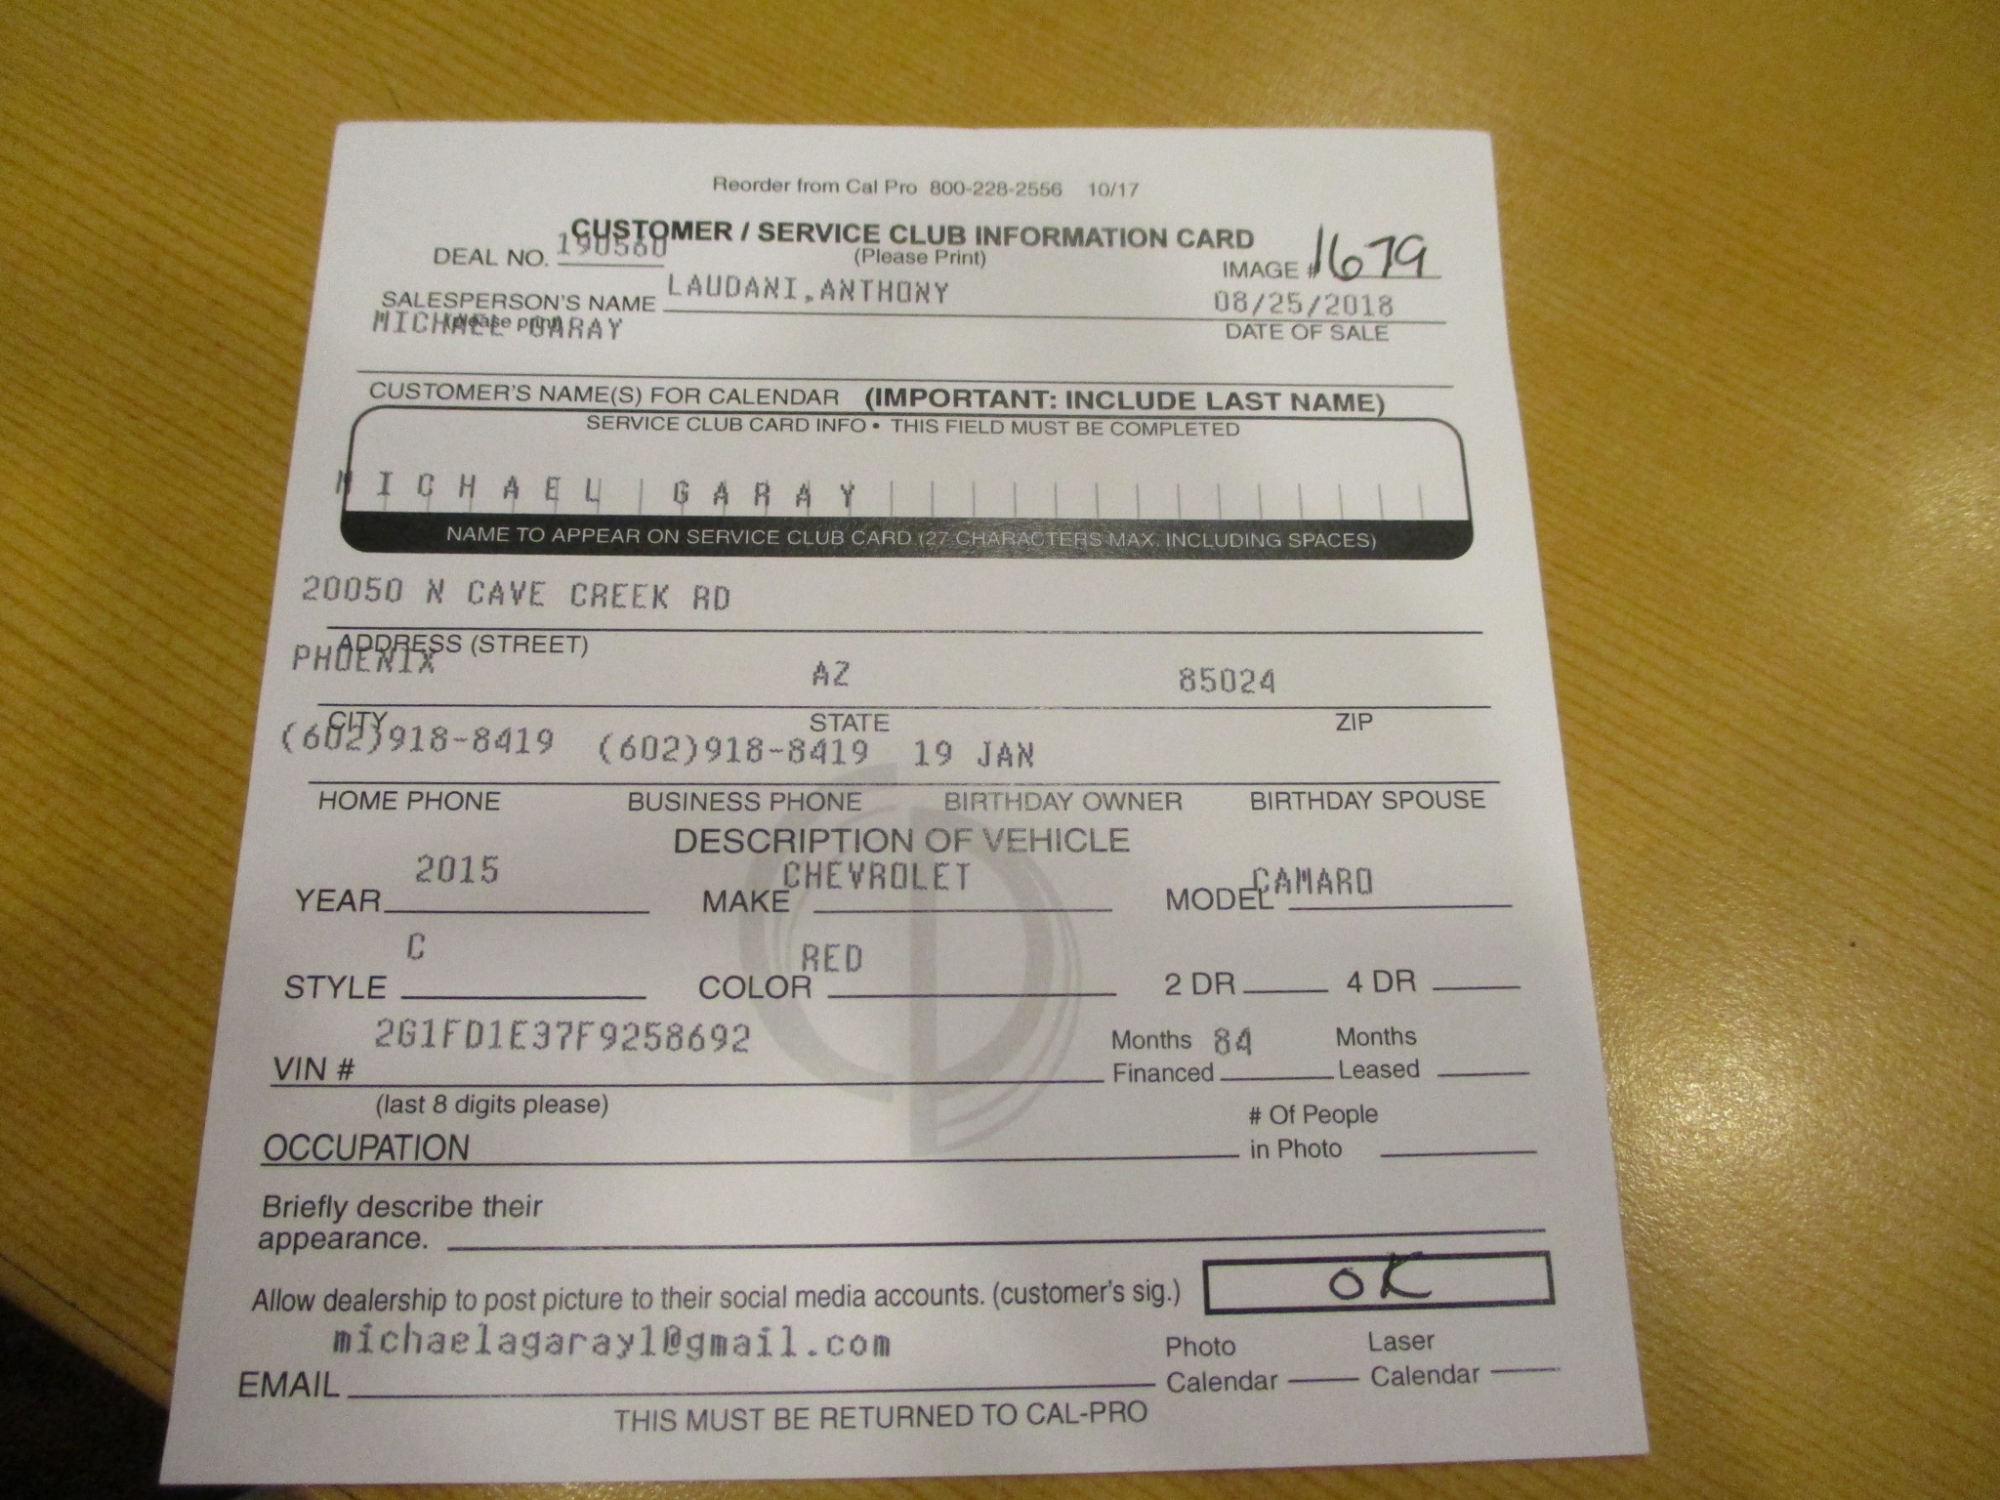 Reorder from Cal Pro 800-228-2556 10/17
CUSTOMER / SERVICE CLUB INFORMATION CARD
DEAL NO. 190560 (Please Print) IMAGE # 1679
SALESPERSON'S NAME LAUDANI,ANTHONY 08/25/2018
(please print) DATE OF SALE
MICHAEL GARAY
CUSTOMER'S NAME(S) FOR CALENDAR (IMPORTANT: INCLUDE LAST NAME)
SERVICE CLUB CARD INFO • THIS FIELD MUST BE COMPLETED
MICHAEL GARAY
NAME TO APPEAR ON SERVICE CLUB CARD (27 CHARACTERS MAX. INCLUDING SPACES)
20050 N CAVE CREEK RD
ADDRESS (STREET)
PHOENIX AZ 85024
CITY STATE ZIP
(602)918-8419 (602)918-8419 19 JAN
HOME PHONE BUSINESS PHONE BIRTHDAY OWNER BIRTHDAY SPOUSE
DESCRIPTION OF VEHICLE
YEAR 2015 MAKE CHEVROLET MODEL CAMARO
STYLE C COLOR RED 2 DR 4 DR
VIN # 2G1FD1E37F9258692 Months Financed 84 Months Leased
(last 8 digits please)
OCCUPATION # Of People in Photo
Briefly describe their
appearance.
Allow dealership to post picture to their social media accounts. (customer's sig.) OK
EMAIL michaelagaray1@gmail.com Photo Calendar Laser Calendar
THIS MUST BE RETURNED TO CAL-PRO